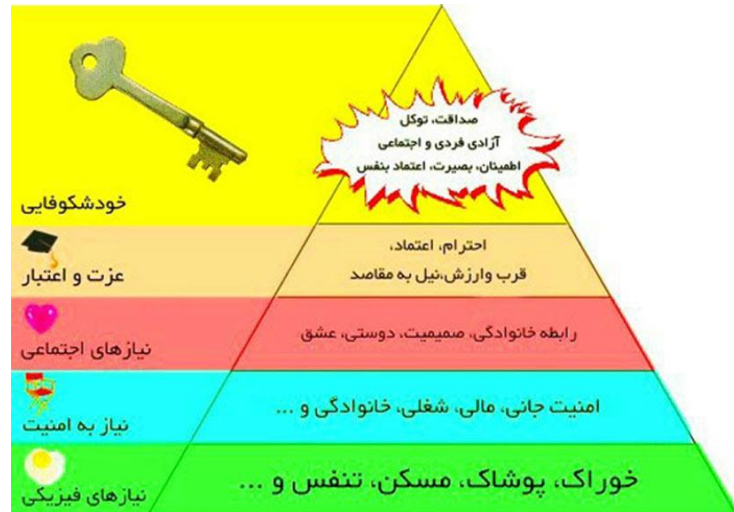 صداقت، توکل
آزادی فردی و اجتماعی
اطمینان، بصیرت، اعتماد بنفس
خودشکوفایی
احترام، اعتماد،
قرب وارزش،نیل به مقاصد
عزت و اعتبار
رابطه خانوادگی، صمیمیت، دوستی، عشق
نیازهای اجتماعی
امنیت جانی، مالی، شغلی، خانوادگی و ...
نیاز به امنیت
خوراک، پوشاک، مسکن، تنفس و ...
نیازهای فیزیکی